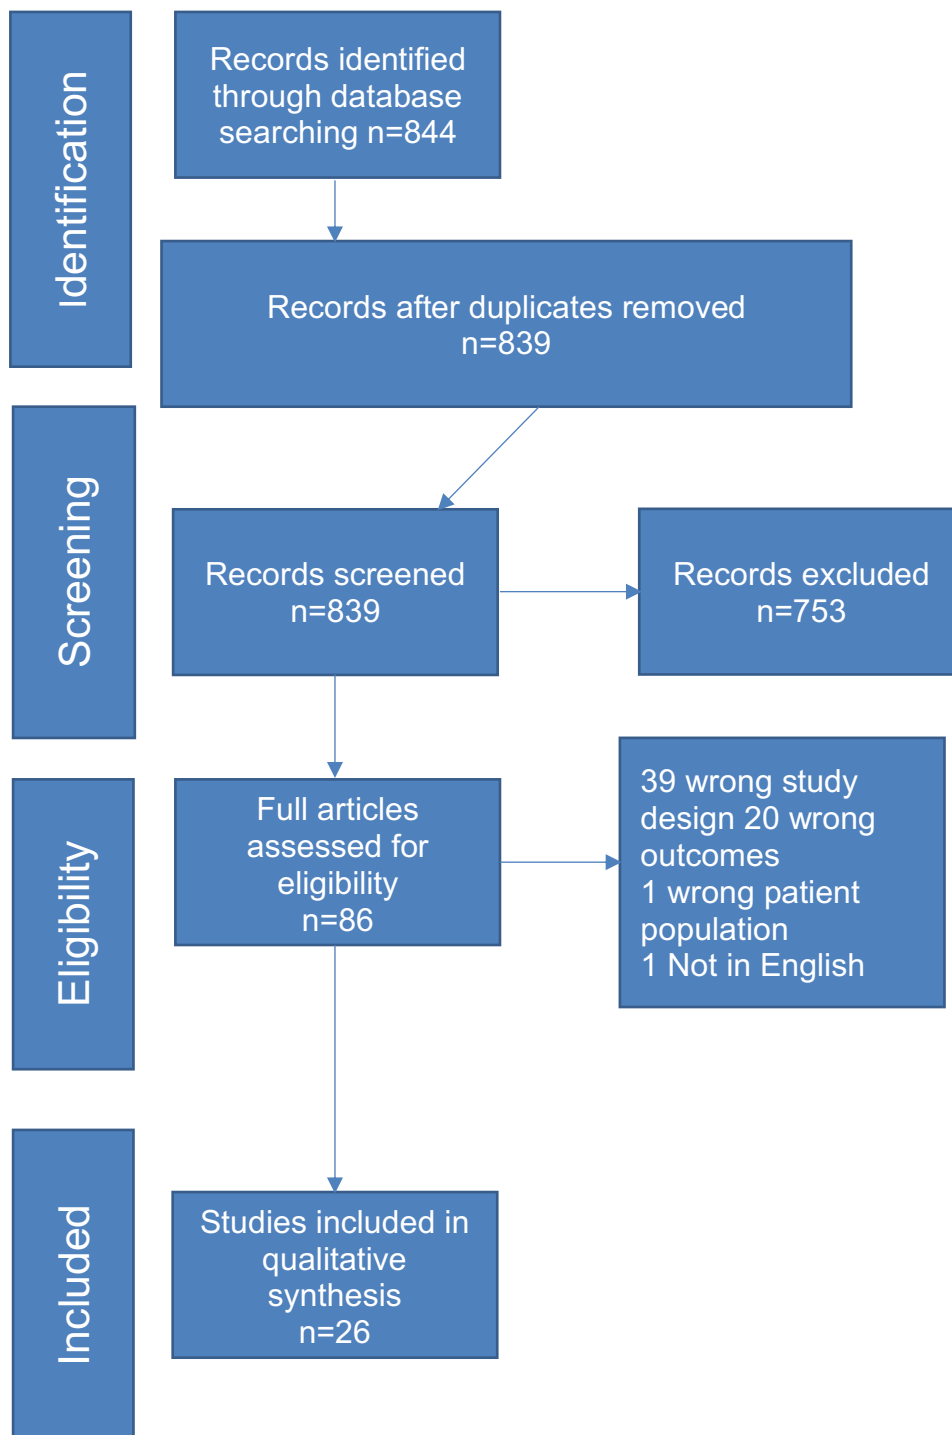 Identification
Records identified
through database
searching n=844
Records after duplicates removed
n=839
Screening
Records screened
n=839
Records excluded
n=753
Eligibility
Full articles
assessed for
eligibility
n=86
39 wrong study
design 20 wrong
outcomes
1 wrong patient
population
1 Not in English
Included
Studies included in
qualitative
synthesis
n=26